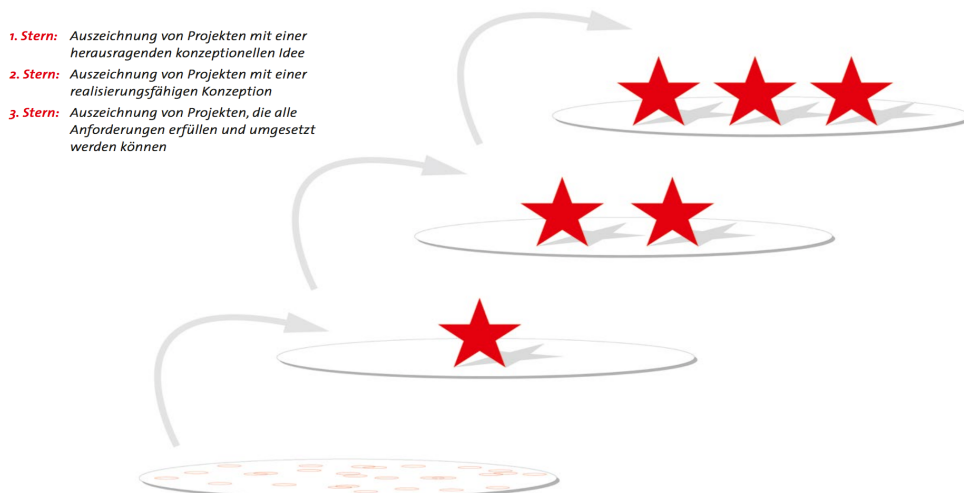 1. Stern: Auszeichnung von Projekten mit einer
herausragenden konzeptionellen Idee
2. Stern: Auszeichnung von Projekten mit einer
realisierungsfähigen Konzeption
3. Stern: Auszeichnung von Projekten, die alle
Anforderungen erfüllen und umgesetzt
werden können